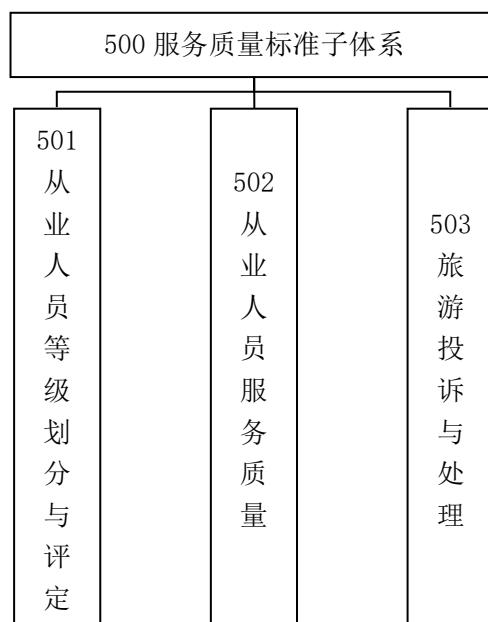 500 服务质量标准子体系
501
从业人员等级划分与评定
502
从业人员服务质量
503
旅游投诉与处理